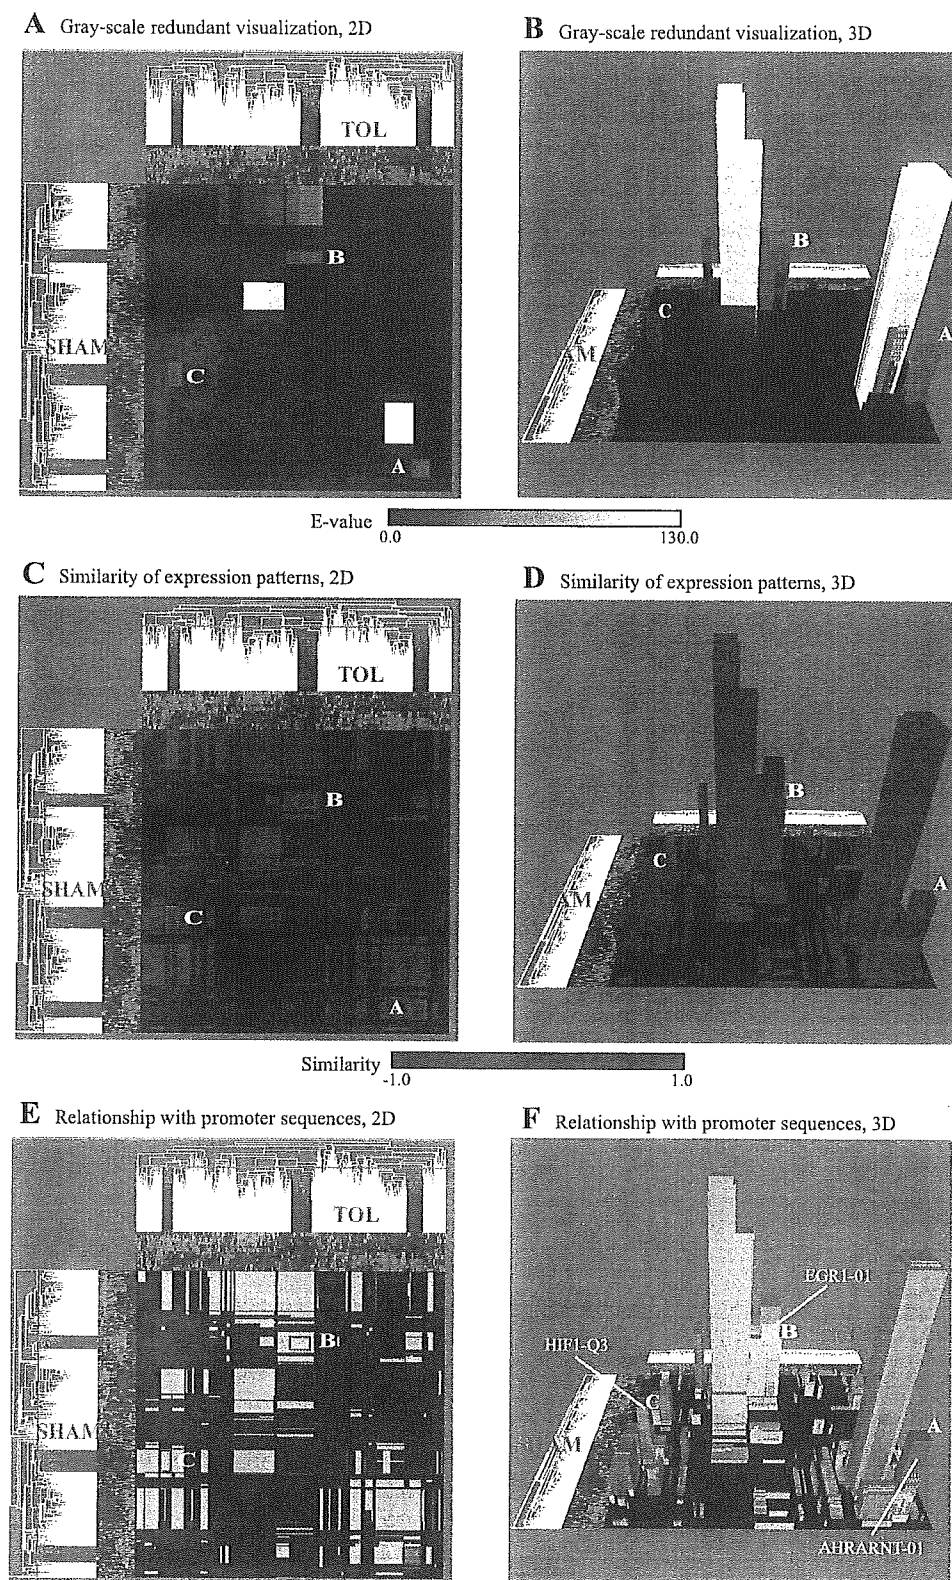 A Gray-scale redundant visualization, 2D
B Gray-scale redundant visualization, 3D
TOL
SHAM
B
C
A
B
C
AM
A
E-value
0.0 130.0
C Similarity of expression patterns, 2D
D Similarity of expression patterns, 3D
TOL
SHAM
B
C
A
B
C
AM
A
Similarity
-1.0 1.0
E Relationship with promoter sequences, 2D
F Relationship with promoter sequences, 3D
TOL
SHAM
B
C
EGR1-01
B
HIF1-Q3
C
M
A
AHRARNT-01